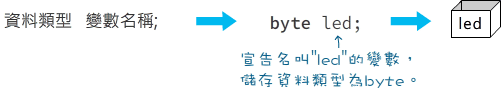 資料類型 變數名稱;
byte led;
led
宣告名叫"led"的變數，
儲存資料類型為byte。